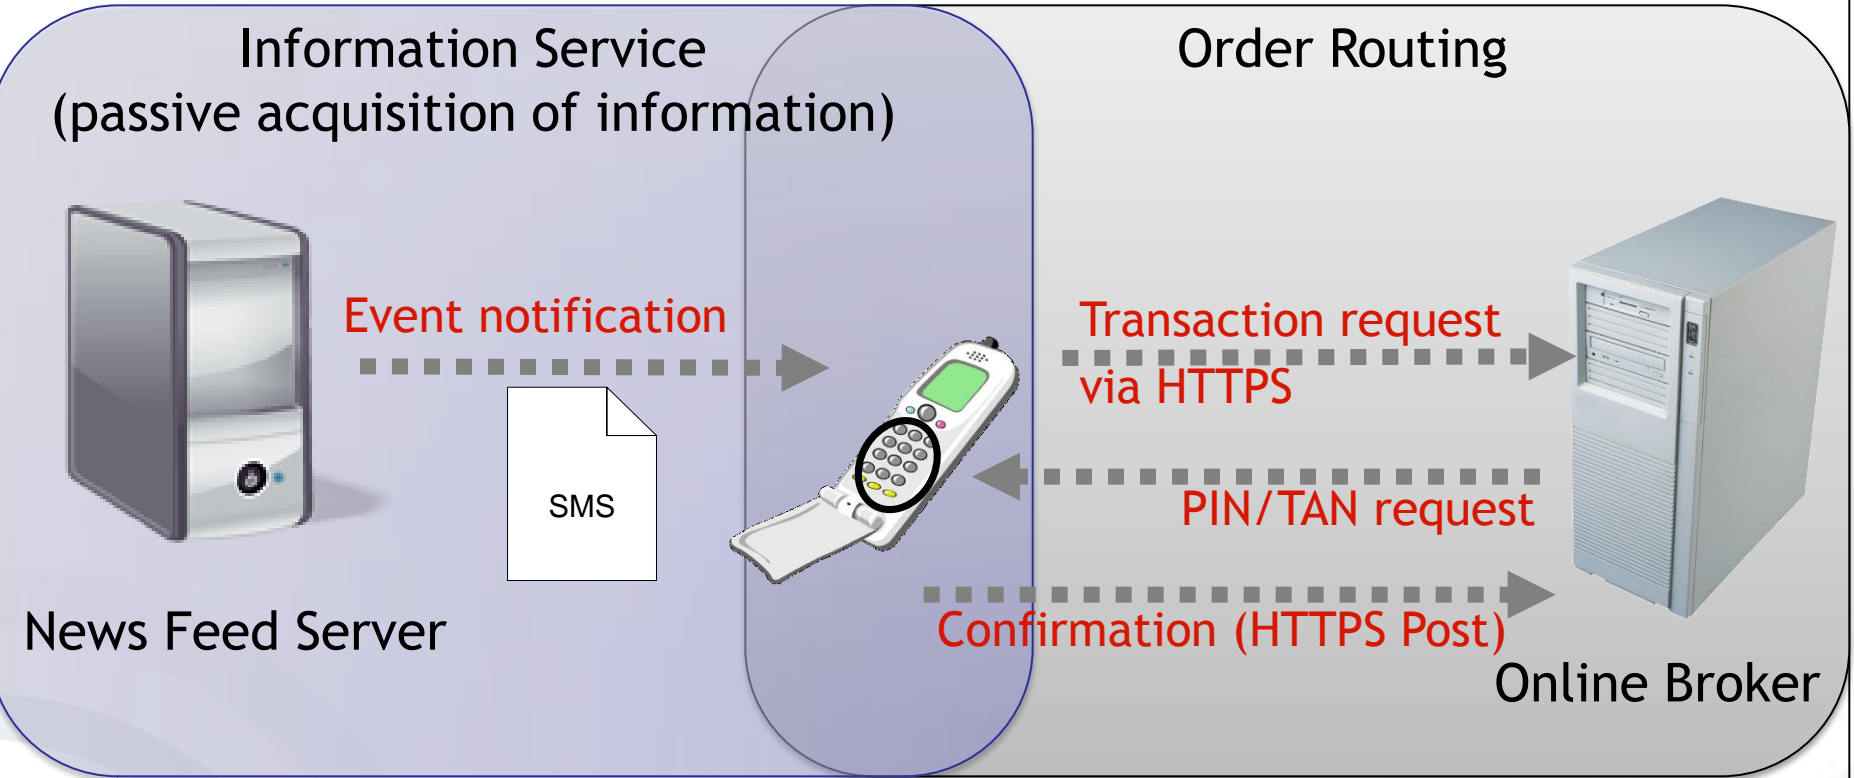 Information Service
(passive acquisition of information)
Order Routing
Event notification
SMS
Transaction request
via HTTPS
PIN/TAN request
Confirmation (HTTPS Post)
News Feed Server
Online Broker